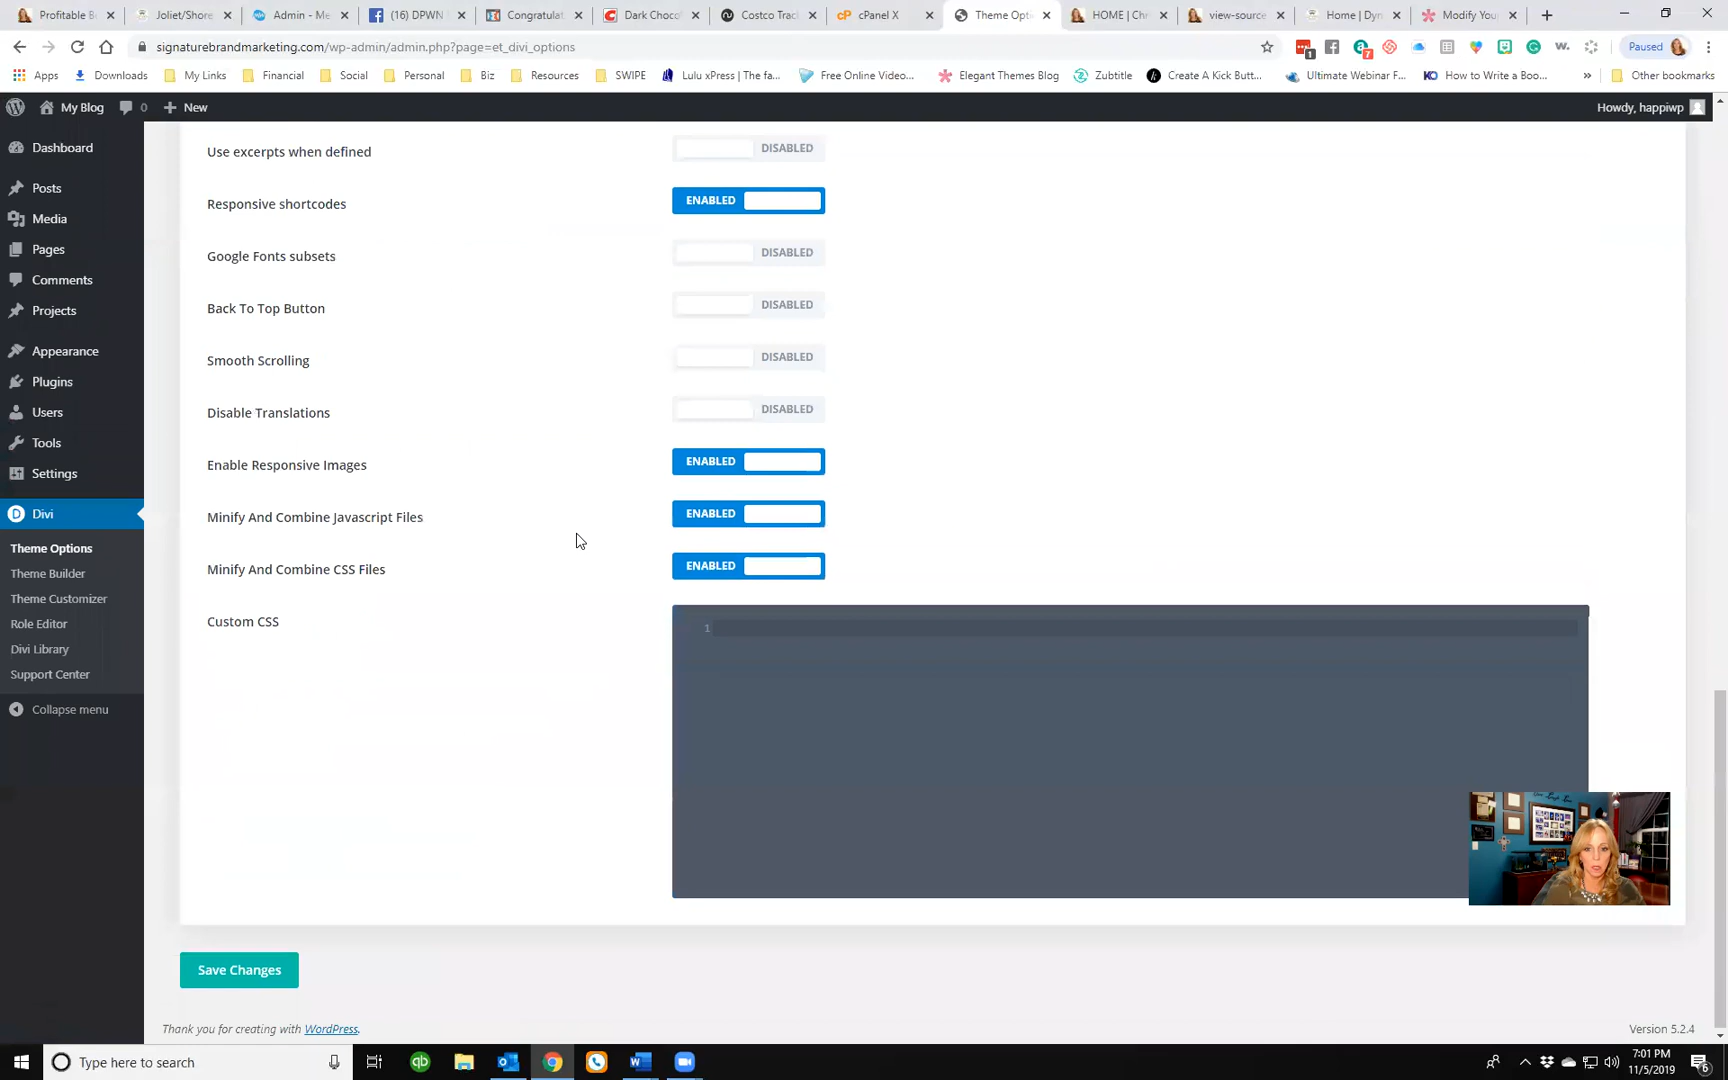 Profitable B
Joliet/Shore
Admin - Me
(16) DPWN
Congratulat
Dark Choco
Costco Trac
cPanel X
Theme Opti
HOME | Chr
view-source
Home | Dyn
Modify You
signaturebrandmarketing.com/wp-admin/admin.php?page=et_divi_options
Paused
Apps
Downloads
My Links
Financial
Social
Personal
Biz
Resources
SWIPE
Lulu xPress | The fa...
Free Online Video...
Elegant Themes Blog
Zubtitle
Create A Kick Butt...
Ultimate Webinar F...
How to Write a Boo...
»
Other bookmarks
My Blog
0
New
Howdy, happiwp
Dashboard
Posts
Media
Pages
Comments
Projects
Appearance
Plugins
Users
Tools
Settings
Divi
Theme Options
Theme Builder
Theme Customizer
Role Editor
Divi Library
Support Center
Collapse menu
Use excerpts when defined
DISABLED
Responsive shortcodes
ENABLED
Google Fonts subsets
DISABLED
Back To Top Button
DISABLED
Smooth Scrolling
DISABLED
Disable Translations
DISABLED
Enable Responsive Images
ENABLED
Minify And Combine Javascript Files
ENABLED
Minify And Combine CSS Files
ENABLED
Custom CSS
1
Save Changes
Thank you for creating with WordPress.
Version 5.2.4
Type here to search
7:01 PM
11/5/2019
6